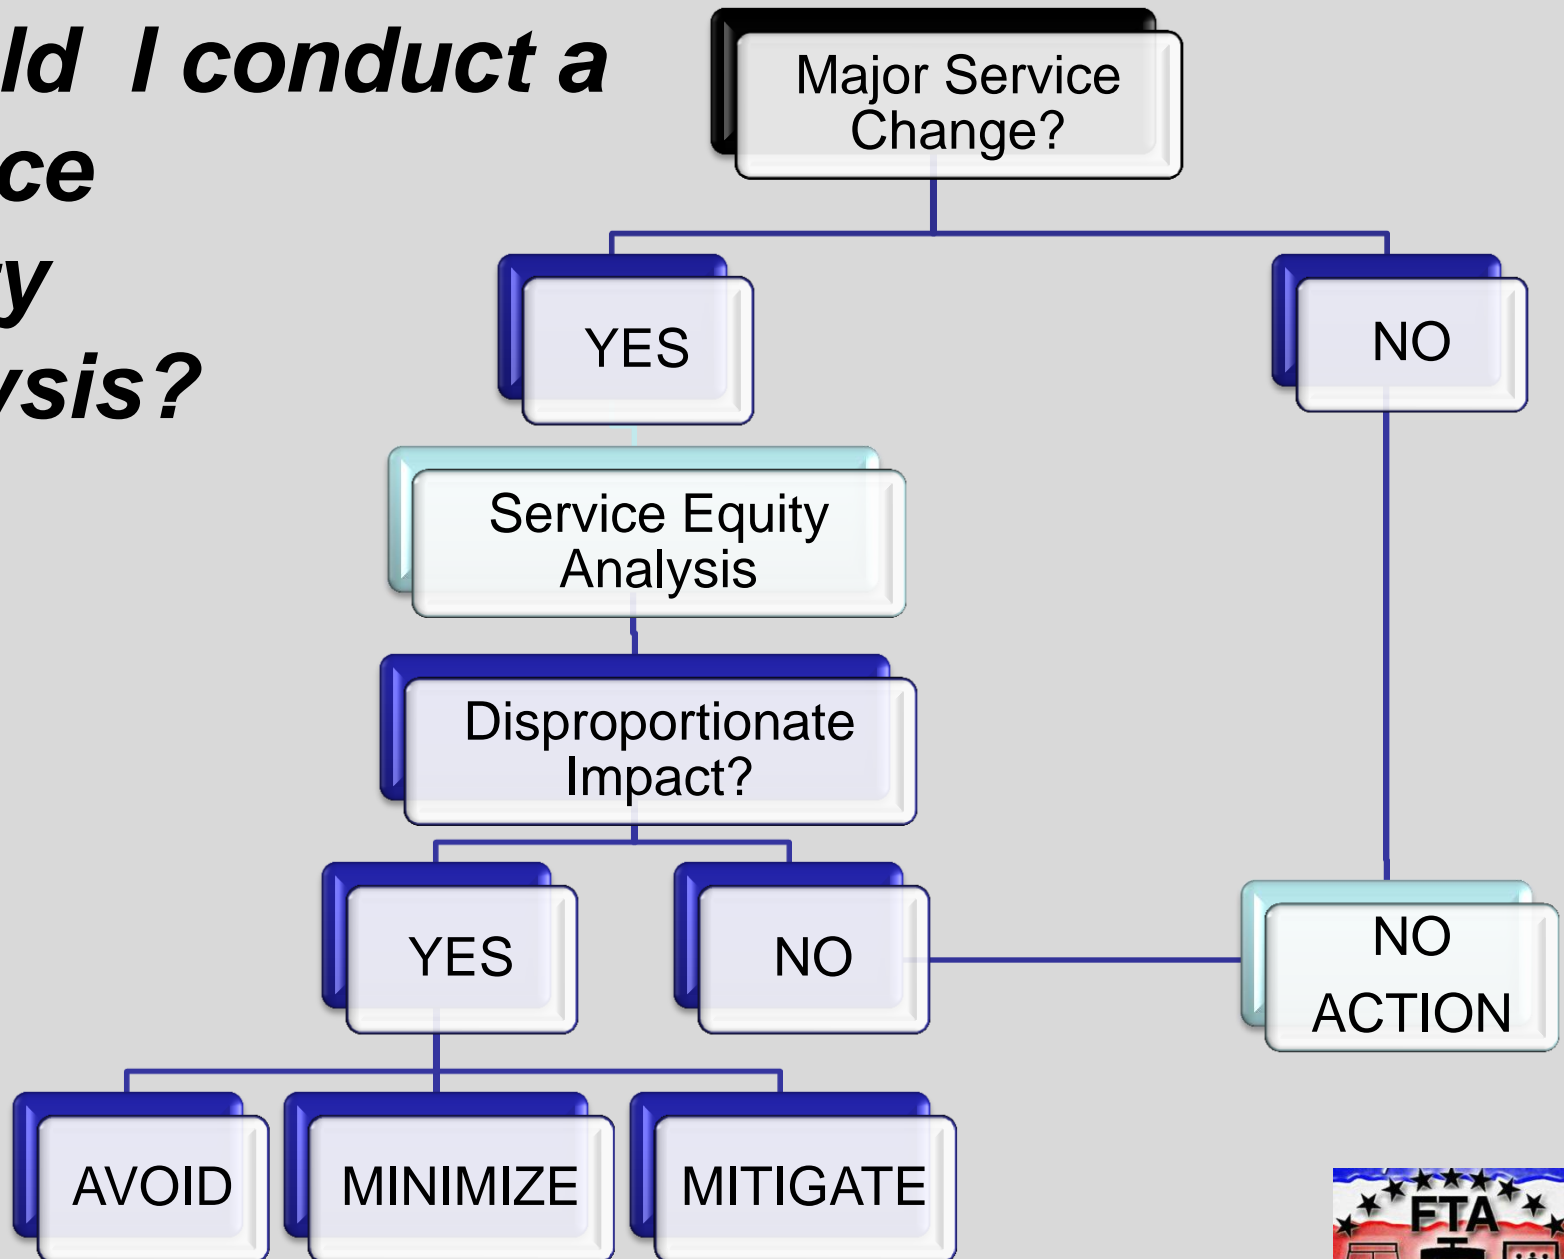 ld I conduct a
ce
ty
ysis?
Major Service
Change?
YES
NO
Service Equity
Analysis
Disproportionate
Impact?
YES
NO
NO
ACTION
AVOID
MINIMIZE
MITIGATE
FTA